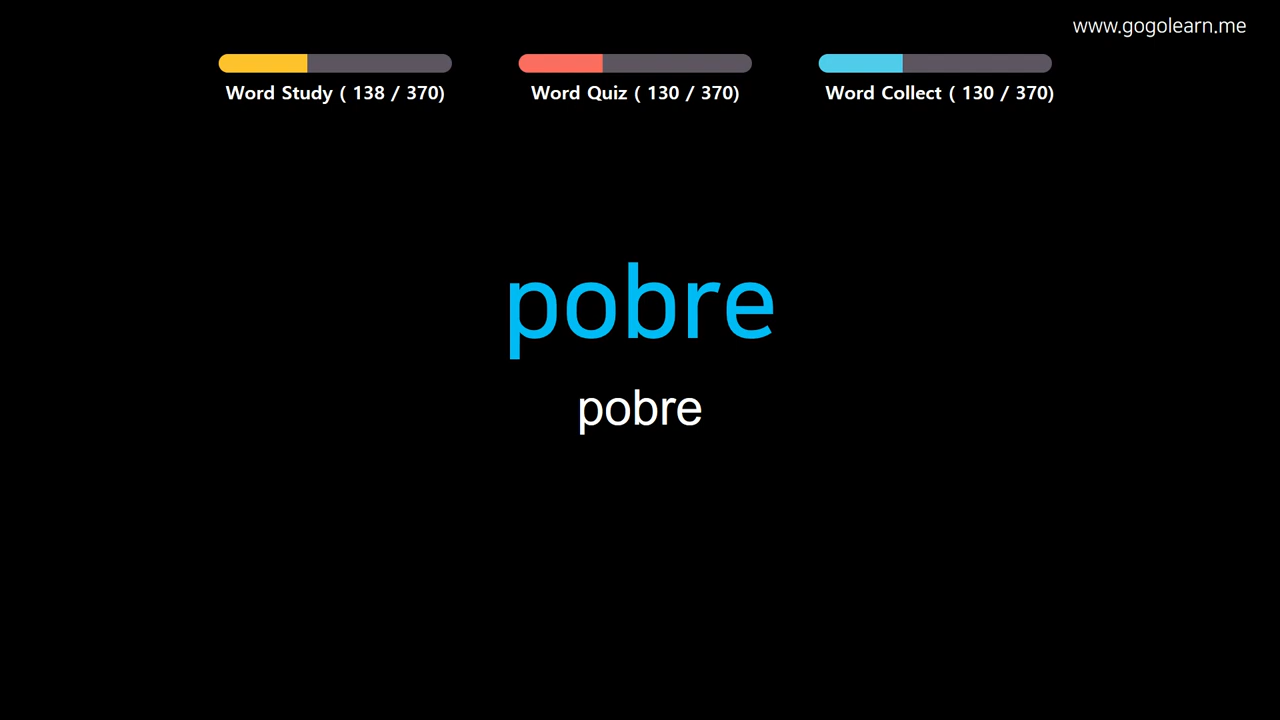 www.gogolearn.me
Word Study ( 138 / 370)
Word Quiz ( 130 / 370)
Word Collect ( 130 / 370)
pobre
pobre